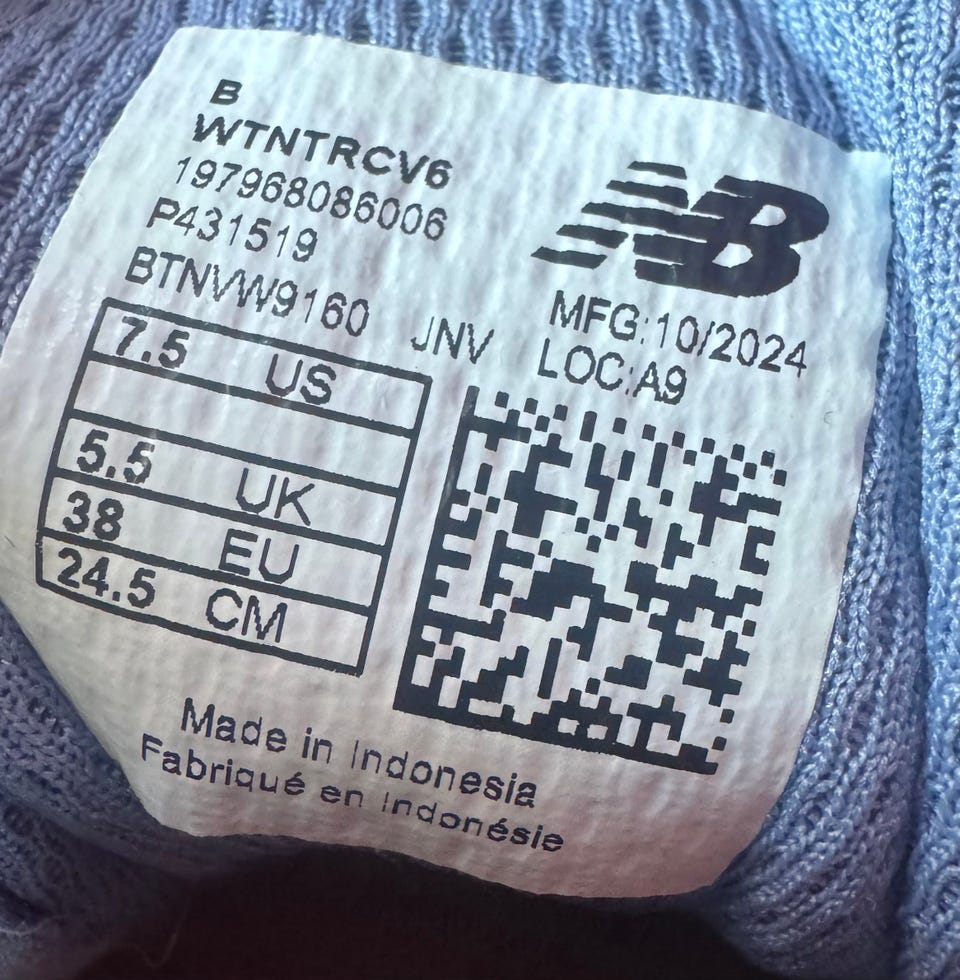 B
WTNTRCV6
197968086006
P431519
BTNVW9160 JNV
NB
MFG:10/2024
LOC:A9
7.5 US
5.5 UK
38 EU
24.5 CM
Made in Indonesia
Fabriqué en Indonésie